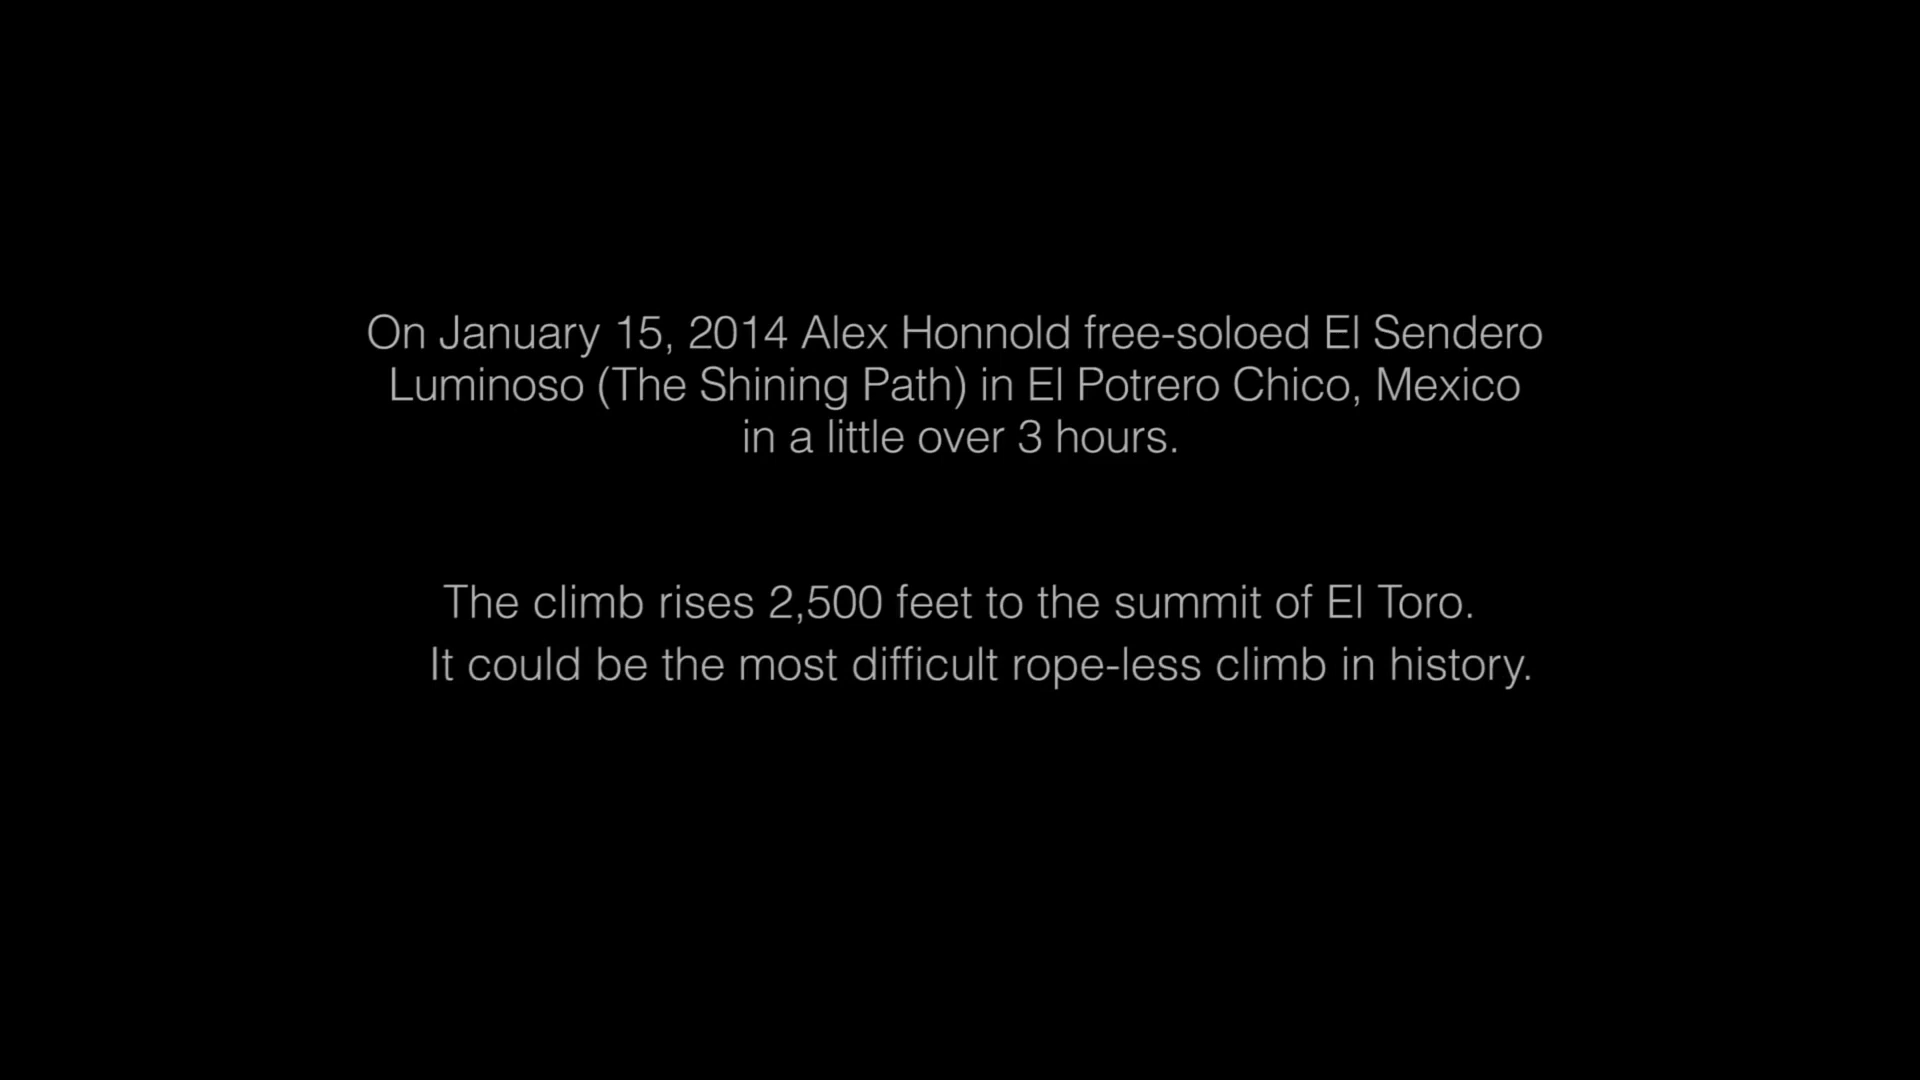 On January 15, 2014 Alex Honnold free-soloed El Sendero
Luminoso (The Shining Path) in El Potrero Chico, Mexico
in a little over 3 hours.
The climb rises 2,500 feet to the summit of El Toro.
It could be the most difficult rope-less climb in history.